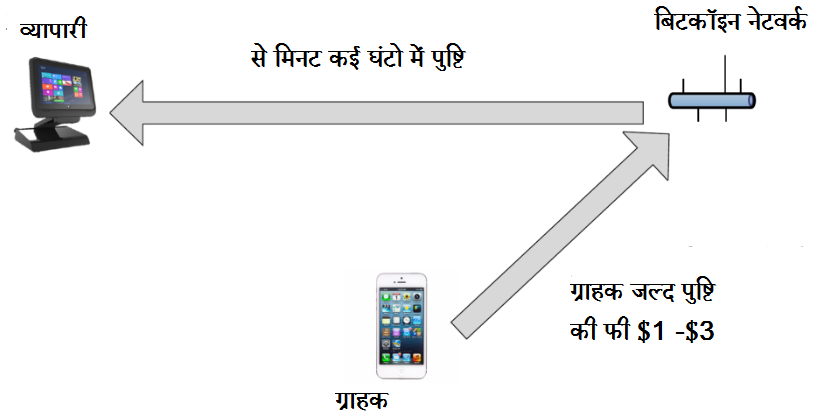 व्यापारी
बिटकॉइन नेटवर्क
से मिनट कई घंटो में पुष्टि
ग्राहक जल्द पुष्टि
की फी $1 -$3
ग्राहक